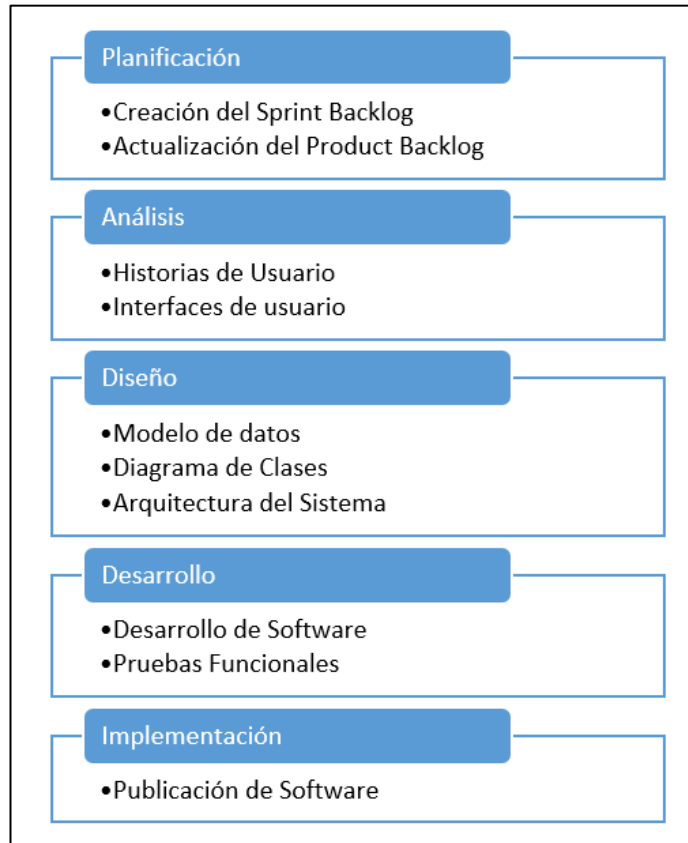 Planificación
•Creación del Sprint Backlog
•Actualización del Product Backlog
Análisis
•Historias de Usuario
•Interfaces de usuario
Diseño
•Modelo de datos
•Diagrama de Clases
•Arquitectura del Sistema
Desarrollo
•Desarrollo de Software
•Pruebas Funcionales
Implementación
•Publicación de Software